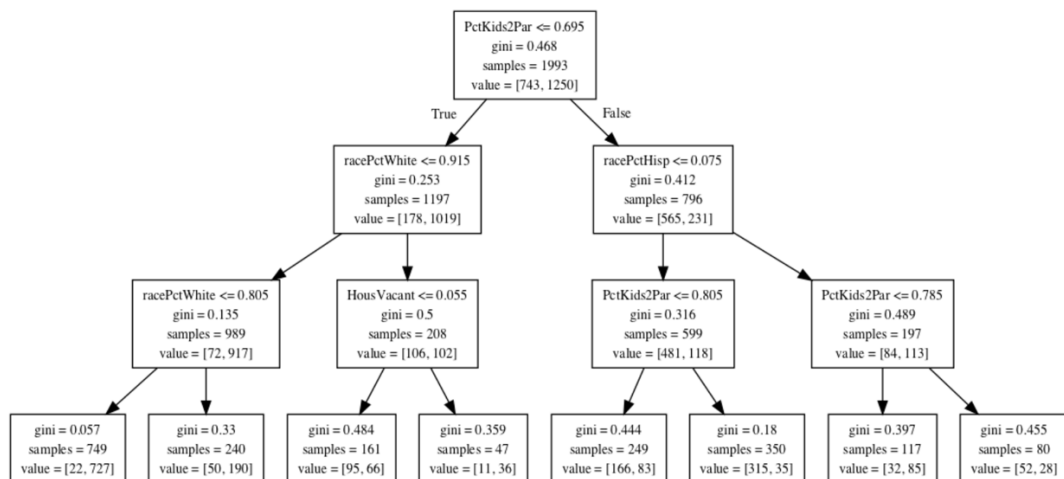 PctKids2Par <= 0.695
gini = 0.468
samples = 1993
value = [743, 1250]
True
False
racePctWhite <= 0.915
gini = 0.253
samples = 1197
value = [178, 1019]
racePctHisp <= 0.075
gini = 0.412
samples = 796
value = [565, 231]
racePctWhite <= 0.805
gini = 0.135
samples = 989
value = [72, 917]
HousVacant <= 0.055
gini = 0.5
samples = 208
value = [106, 102]
PctKids2Par <= 0.805
gini = 0.316
samples = 599
value = [481, 118]
PctKids2Par <= 0.785
gini = 0.489
samples = 197
value = [84, 113]
gini = 0.057
samples = 749
value = [22, 727]
gini = 0.33
samples = 240
value = [50, 190]
gini = 0.484
samples = 161
value = [95, 66]
gini = 0.359
samples = 47
value = [11, 36]
gini = 0.444
samples = 249
value = [166, 83]
gini = 0.18
samples = 350
value = [315, 35]
gini = 0.397
samples = 117
value = [32, 85]
gini = 0.455
samples = 80
value = [52, 28]